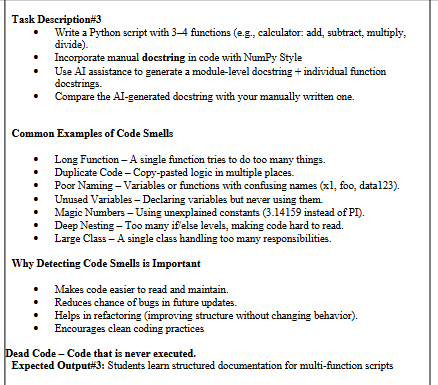 Task Description#3
• Write a Python script with 3–4 functions (e.g., calculator: add, subtract, multiply,
divide).
• Incorporate manual docstring in code with NumPy Style
• Use AI assistance to generate a module-level docstring + individual function
docstrings.
• Compare the AI-generated docstring with your manually written one.
Common Examples of Code Smells
• Long Function – A single function tries to do too many things.
• Duplicate Code – Copy-pasted logic in multiple places.
• Poor Naming – Variables or functions with confusing names (x1, foo, data123).
• Unused Variables – Declaring variables but never using them.
• Magic Numbers – Using unexplained constants (3.14159 instead of PI).
• Deep Nesting – Too many if/else levels, making code hard to read.
• Large Class – A single class handling too many responsibilities.
Why Detecting Code Smells is Important
• Makes code easier to read and maintain.
• Reduces chance of bugs in future updates.
• Helps in refactoring (improving structure without changing behavior).
• Encourages clean coding practices
Dead Code – Code that is never executed.
Expected Output#3: Students learn structured documentation for multi-function scripts